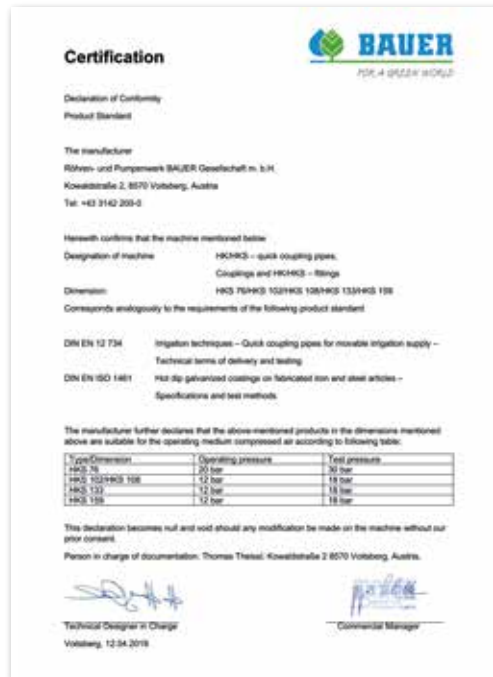 BAUER
FOR A GREEN WORLD
Certification
Declaration of Conformity
Product Standard
The manufacturer
Röhren- und Pumpenwerk BAUER Gesellschaft m. b.H.
Kowaldstraße 2, 8570 Voitsberg, Austria
Tel: +43 3142 200-0
Herewith confirms that the machine mentioned below
Designation of machine HK/HKS – quick coupling pipes,
Couplings and HK/HKS – fittings
Dimension: HKS 76/HKS 102/HKS 108/HKS 133/HKS 159
Corresponds analogously to the requirements of the following product standard
DIN EN 12 734 Irrigation techniques – Quick coupling pipes for movable irrigation supply –
Technical terms of delivery and testing
DIN EN ISO 1461 Hot dip galvanized coatings on fabricated iron and steel articles –
Specifications and test methods
The manufacturer further declares that the above-mentioned products in the dimensions mentioned
above are suitable for the operating medium compressed air according to following table:
Type/Dimension Operating pressure Test pressure
HKS 76 20 bar 30 bar
HKS 102/HKS 108 12 bar 18 bar
HKS 133 12 bar 18 bar
HKS 159 12 bar 18 bar
This declaration becomes null and void should any modification be made on the machine without our
prior consent.
Person in charge of documentation: Thomas Theissl, Kowaldstraße 2 8570 Voitsberg, Austria.
Technical Designer in Charge Commercial Manager
Voitsberg, 12.04.2019